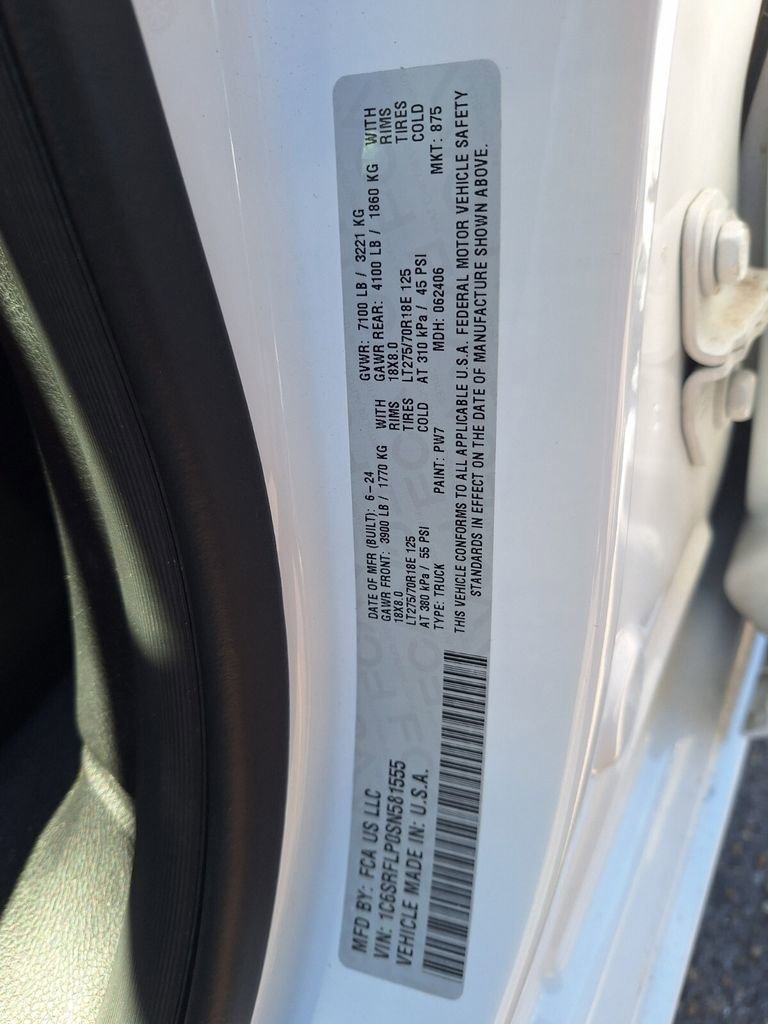 MFD BY: FCA US LLC
VIN: 1C6SRFLP0SN581555
VEHICLE MADE IN: U.S.A.
DATE OF MFR (BUILT): 6-24 GVWR: 7100 LB / 3221 KG
GAWR FRONT: 3900 LB / 1770 KG WITH GAWR REAR: 4100 LB / 1860 KG WITH
18X8.0 RIMS 18X8.0 RIMS
LT275/70R18E 125 TIRES LT275/70R18E 125 TIRES
AT 380 kPa / 55 PSI COLD AT 310 kPa / 45 PSI COLD
TYPE: TRUCK PAINT: PW7 MDH: 062406 MKT: 875
THIS VEHICLE CONFORMS TO ALL APPLICABLE U.S.A. FEDERAL MOTOR VEHICLE SAFETY
STANDARDS IN EFFECT ON THE DATE OF MANUFACTURE SHOWN ABOVE.